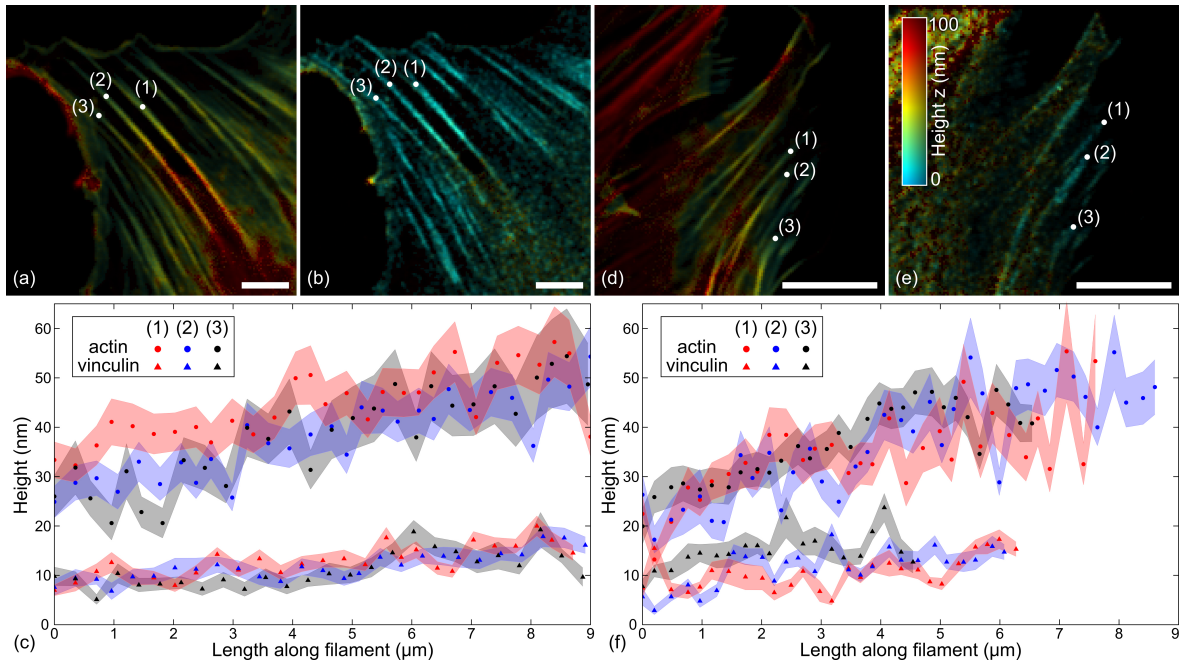 (2)
(1)
(3)
(a)
(2)
(1)
(3)
(b)
(1)
(2)
(3)
(d)
100
Height z (nm)
0
(1)
(2)
(3)
(e)
(1) (2) (3)
actin
vinculin
60
50
40
30
20
10
0
Height (nm)
0 1 2 3 4 5 6 7 8 9
Length along filament (μm)
(c)
(1) (2) (3)
actin
vinculin
60
50
40
30
20
10
0
Height (nm)
0 1 2 3 4 5 6 7 8 9
Length along filament (μm)
(f)